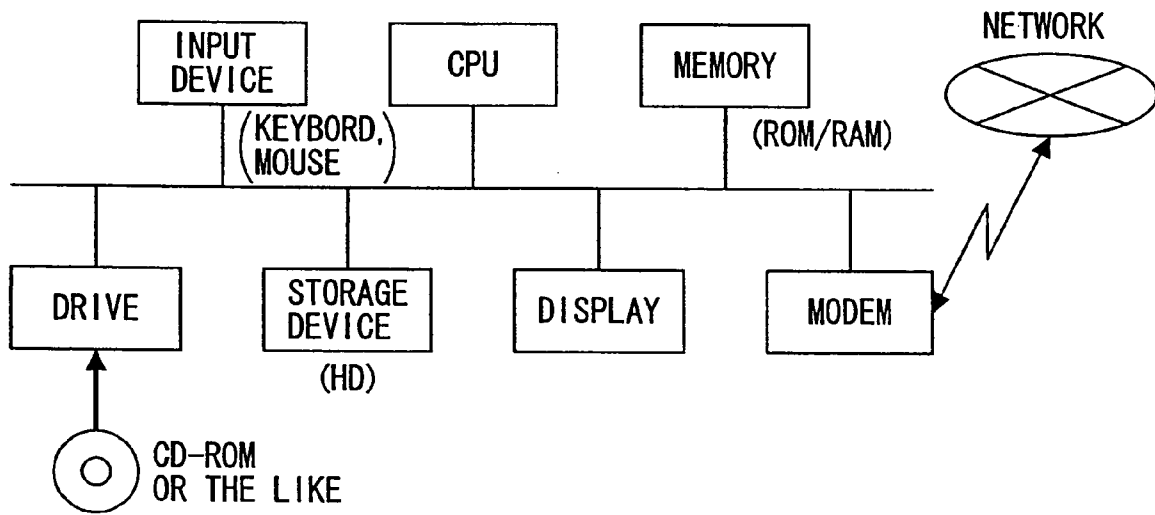 NETWORK
INPUT
DEVICE
CPU
MEMORY
(KEYBORD,
MOUSE)
(ROM/RAM)
DRIVE
STORAGE
DEVICE
DISPLAY
MODEM
(HD)
CD-ROM
OR THE LIKE